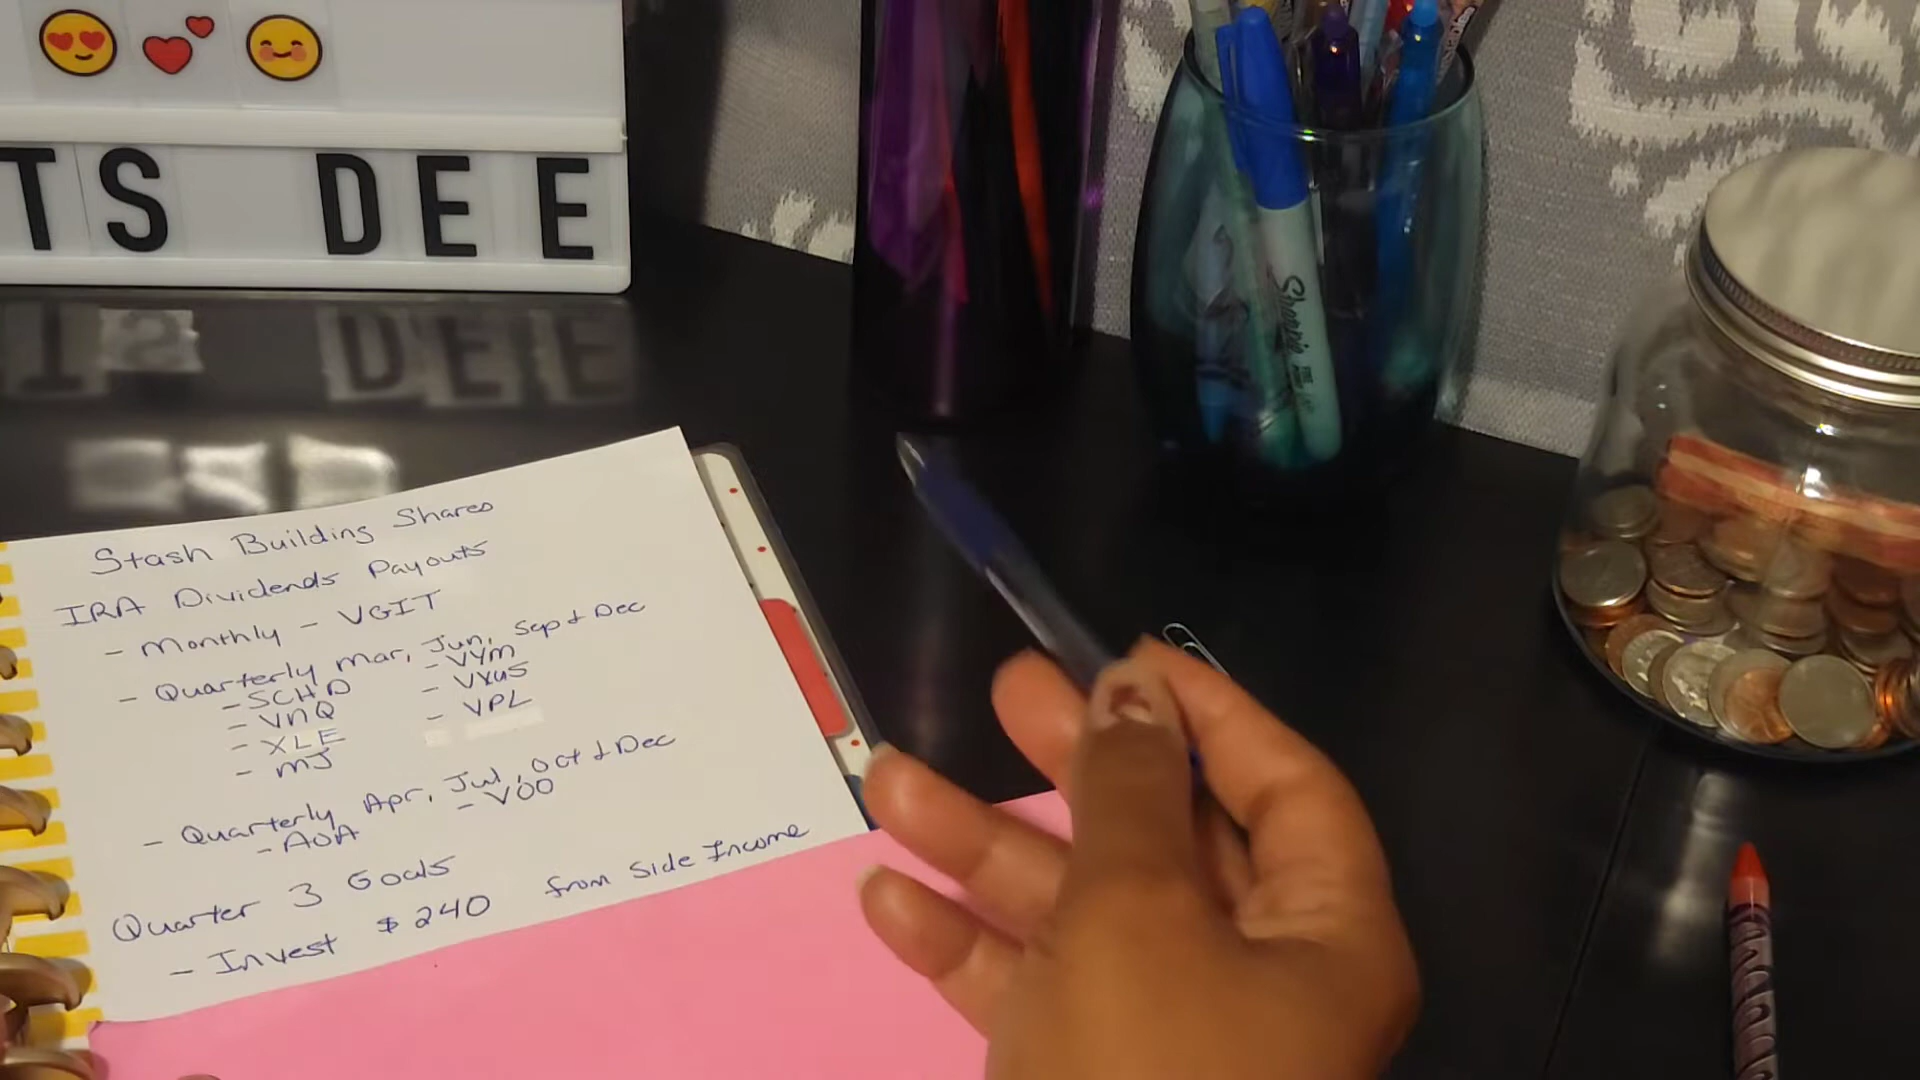 TS DEE
Sharpie
Stash Building Shares
IRA Dividends Payouts
- Monthly - VGIT
- Quarterly Mar, Jun, Sep & Dec
- SCHD - VYM
- VNQ - VXUS
- XLE - VPL
- MJ
- Quarterly Apr, Jul, Oct & Dec
- AOA - VOO
Quarter 3 Goals
- Invest $240 from Side Income